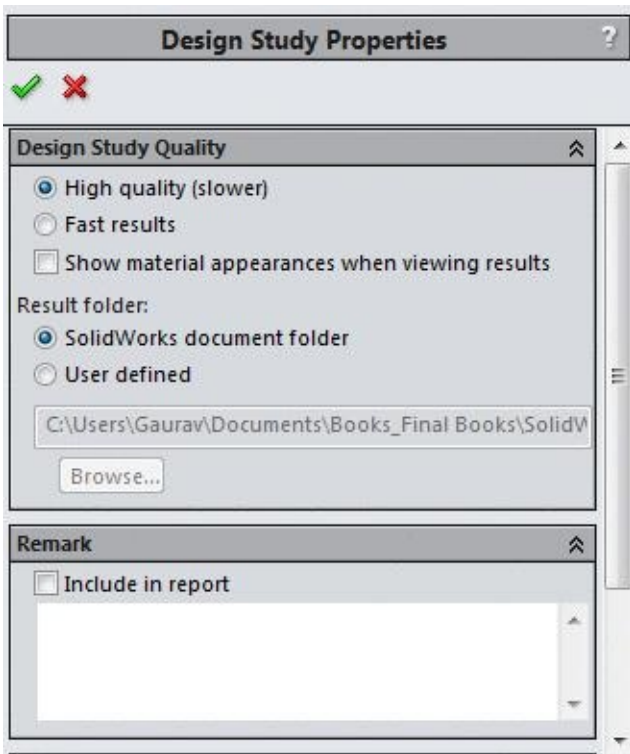 Design Study Properties ?
Design Study Quality
High quality (slower)
Fast results
Show material appearances when viewing results
Result folder:
SolidWorks document folder
User defined
C:\Users\Gaurav\Documents\Books_Final Books\SolidW
Browse...
Remark
Include in report